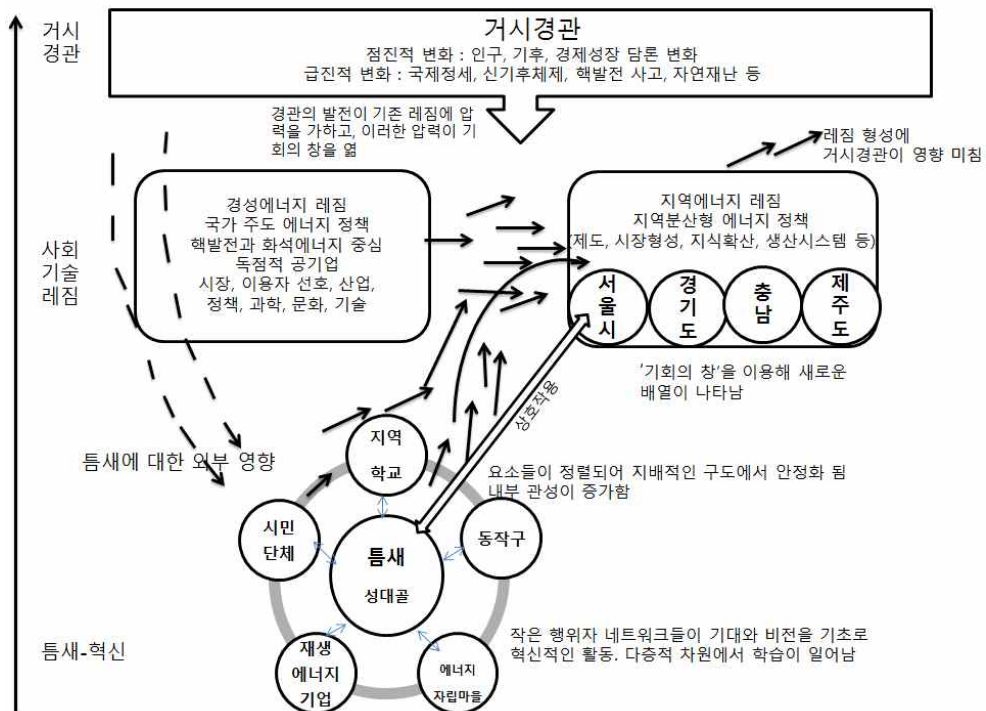 거시
경관
거시경관
점진적 변화 : 인구, 기후, 경제성장 담론 변화
급진적 변화 : 국제정세, 신기후체제, 핵발전 사고, 자연재난 등
경관의 발전이 기존 레짐에 압
력을 가하고, 이러한 압력이 기
회의 창을 엶
레짐 형성에
거시경관이 영향 미침
사회
기술
레짐
경성에너지 레짐
국가 주도 에너지 정책
핵발전과 화석에너지 중심
독점적 공기업
시장, 이용자 선호, 산업,
정책, 과학, 문화, 기술
지역에너지 레짐
지역분산형 에너지 정책
(제도, 시장형성, 지식확산, 생산시스템 등)
서울시
경기도
충남
제주도
'기회의 창'을 이용해 새로운
배열이 나타남
상호작용
틈새에 대한 외부 영향
요소들이 정렬되어 지배적인 구도에서 안정화 됨
내부 관성이 증가함
지역
학교
시민
단체
동작구
틈새
성대골
틈새-혁신
재생
에너지
기업
에너지
자립마을
작은 행위자 네트워크들이 기대와 비전을 기초로
혁신적인 활동. 다층적 차원에서 학습이 일어남